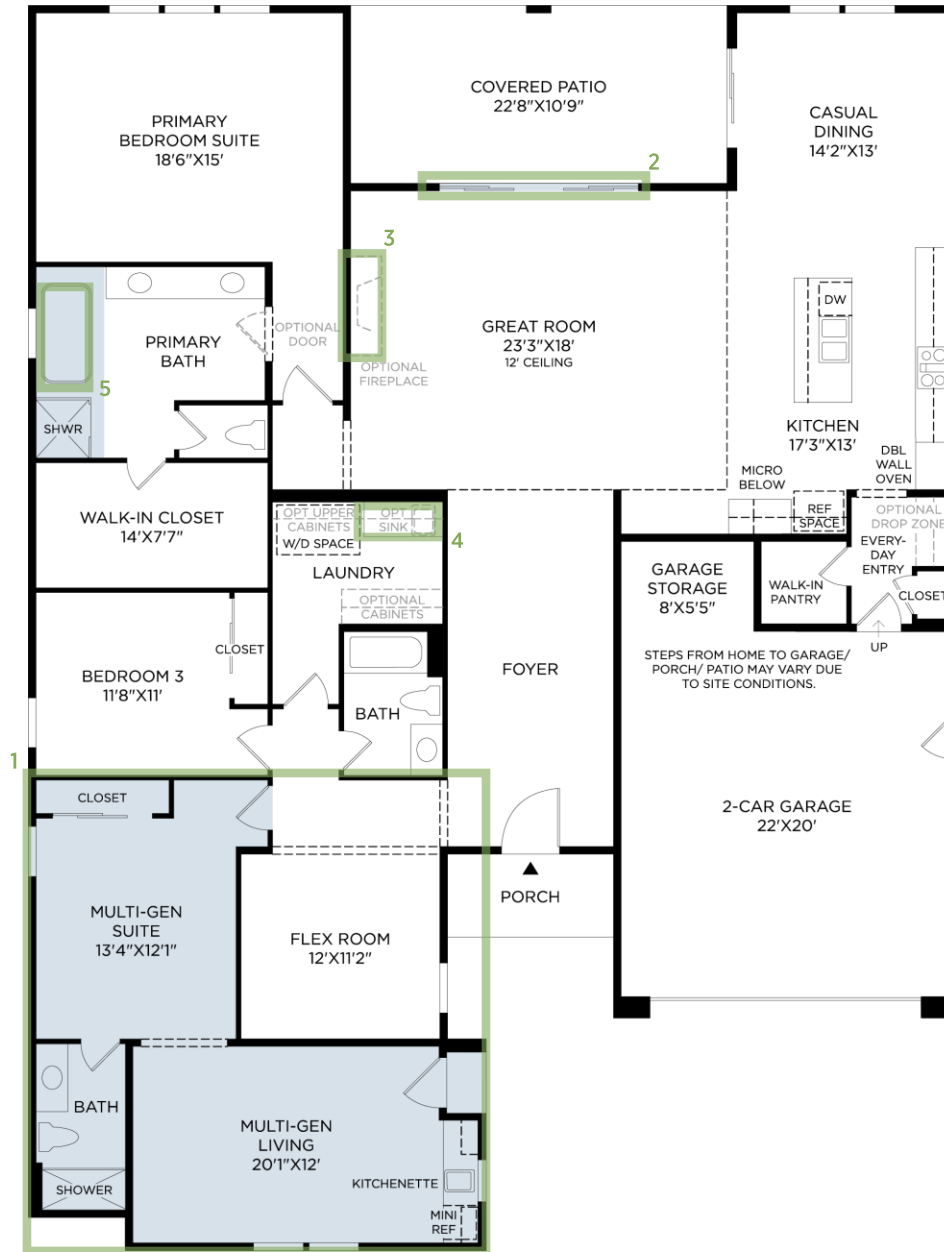 COVERED PATIO
22'8"X10'9"
PRIMARY
BEDROOM SUITE
18'6"X15'
CASUAL
DINING
14'2"X13'
2
3
OPTIONAL
DOOR
PRIMARY
BATH
GREAT ROOM
23'3"X18'
12' CEILING
DW
OPTIONAL
FIREPLACE
5
SHWR
KITCHEN
17'3"X13'
DBL
WALL
OVEN
MICRO
BELOW
REF
SPACE
WALK-IN CLOSET
14'X7'7"
OPT UPPER
CABINETS
W/D SPACE
OPT
SINK
4
LAUNDRY
OPTIONAL
CABINETS
OPTIONAL
DROP ZONE
EVERY-
DAY
ENTRY
GARAGE
STORAGE
8'X5'5"
WALK-IN
PANTRY
CLOSET
UP
CLOSET
BEDROOM 3
11'8"X11'
FOYER
STEPS FROM HOME TO GARAGE/
PORCH/ PATIO MAY VARY DUE
TO SITE CONDITIONS.
BATH
1
CLOSET
2-CAR GARAGE
22'X20'
PORCH
MULTI-GEN
SUITE
13'4"X12'1"
FLEX ROOM
12'X11'2"
BATH
MULTI-GEN
LIVING
20'1"X12'
SHOWER
KITCHENETTE
MINI
REF